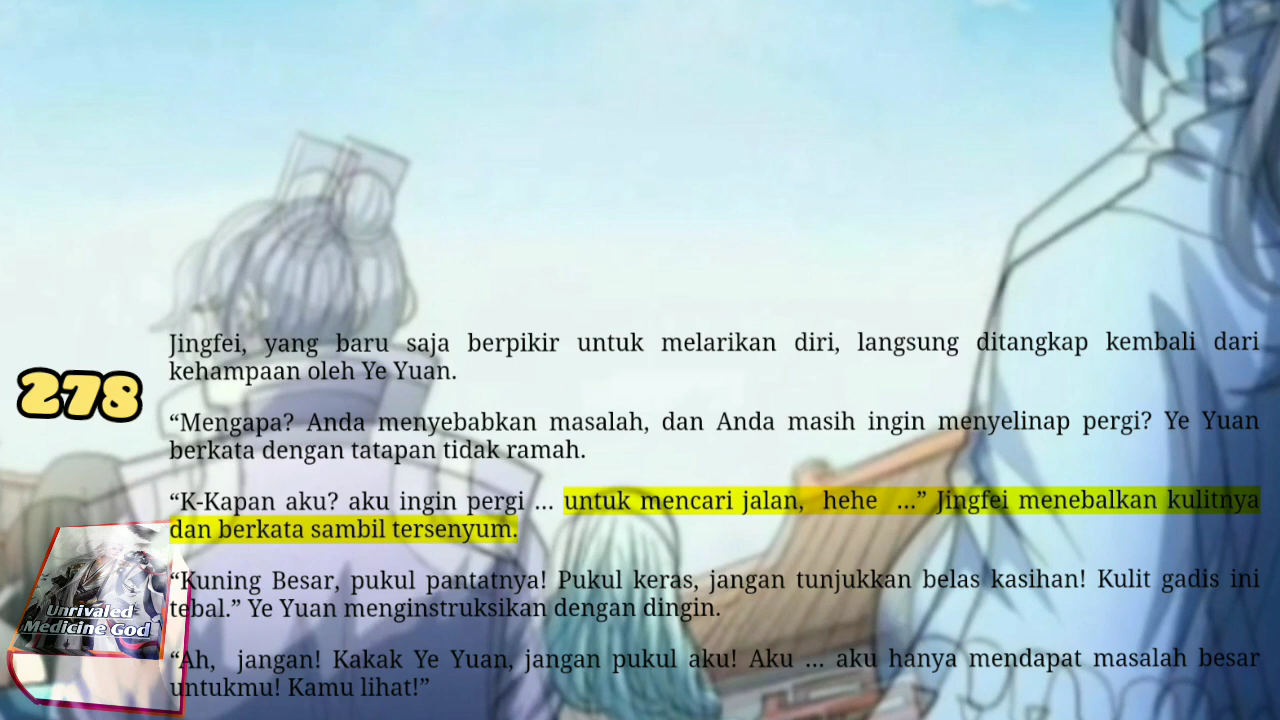 Jingfei, yang baru saja berpikir untuk melarikan diri, langsung ditangkap kembali dari
kehampaan oleh Ye Yuan.
“Mengapa? Anda menyebabkan masalah, dan Anda masih ingin menyelinap pergi? Ye Yuan
berkata dengan tatapan tidak ramah.
278
“K-Kapan aku? aku ingin pergi … untuk mencari jalan, hehe …” Jingfei menebalkan kulitnya
dan berkata sambil tersenyum.
“Kuning Besar, pukul pantatnya! Pukul keras, jangan tunjukkan belas kasihan! Kulit gadis ini
tebal.” Ye Yuan menginstruksikan dengan dingin.
“Ah, jangan! Kakak Ye Yuan, jangan pukul aku! Aku … aku hanya mendapat masalah besar
untukmu! Kamu lihat!”
Unrivaled
Medicine God